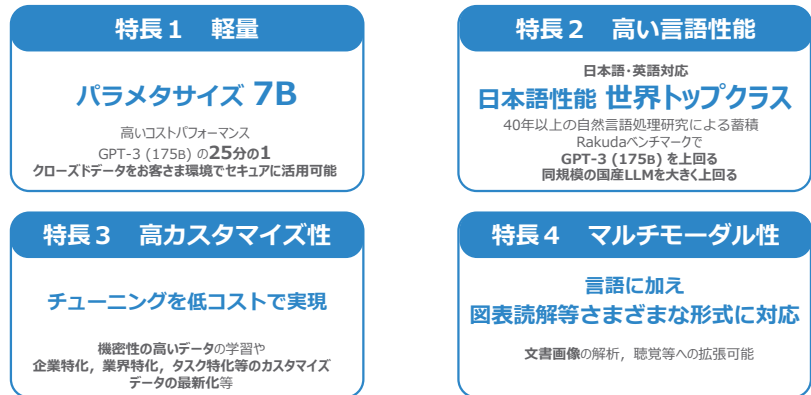 特長1 軽量
パラメタサイズ 7B
高いコストパフォーマンス
GPT-3 (175B) の25分の1
クローズドデータをお客さま環境でセキュアに活用可能
特長2 高い言語性能
日本語・英語対応
日本語性能 世界トップクラス
40年以上の自然言語処理研究による蓄積
Rakudaベンチマークで
GPT-3 (175B) を上回る
同規模の国産LLMを大きく上回る
特長3 高カスタマイズ性
チューニングを低コストで実現
機密性の高いデータの学習や
企業特化，業界特化，タスク特化等のカスタマイズ
データの最新化等
特長4 マルチモーダル性
言語に加え
図表読解等さまざまな形式に対応
文書画像の解析，聴覚等への拡張可能